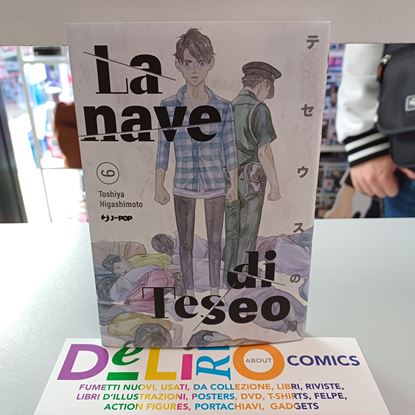 La
nave
テセウスの船
6
Toshiya
Higashimoto
J-POP
di
Teseo
DeLiRiO
ABOUT
COMICS
FUMETTI NUOVI, USATI, DA COLLEZIONE, LIBRI, RIVISTE,
LIBRI D'ILLUSTRAZIONI, POSTERS, DVD, T-SHIRTS, FELPE,
ACTION FIGURES, PORTACHIAVI, GADGETS